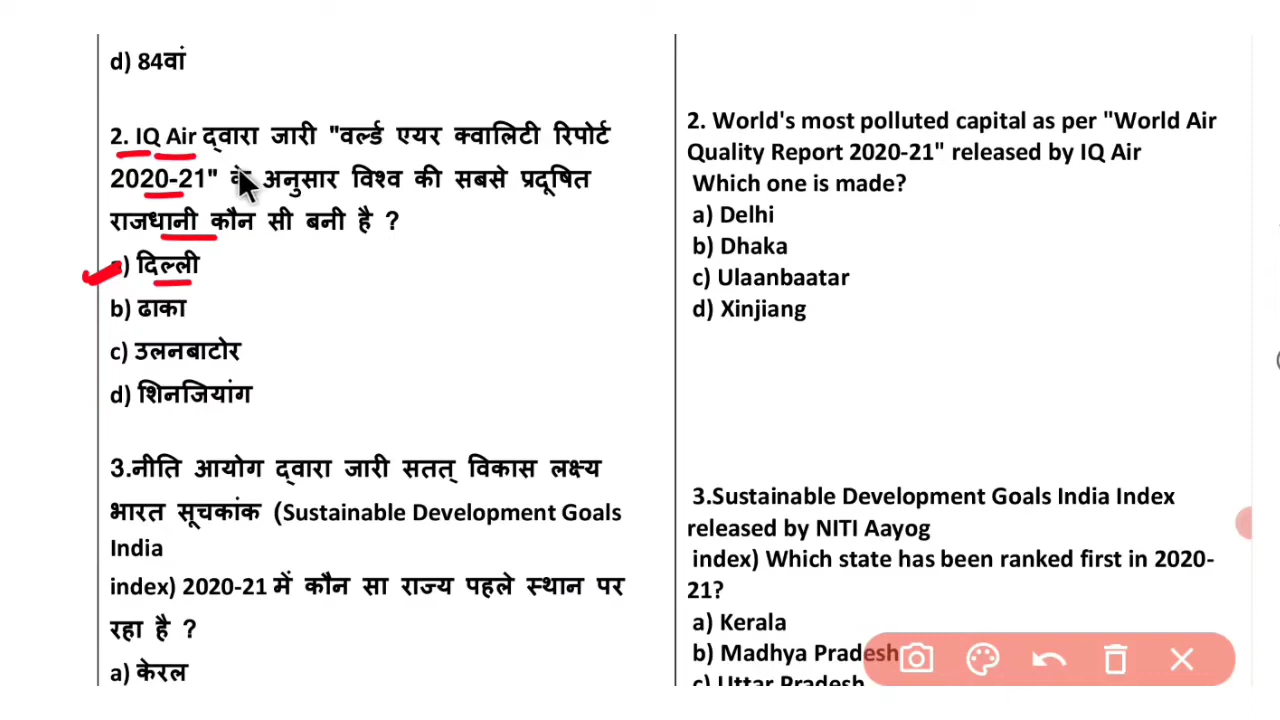 d) 84वां
2. IQ Air द्वारा जारी "वर्ल्ड एयर क्वालिटी रिपोर्ट
2020-21" के अनुसार विश्व की सबसे प्रदूषित
राजधानी कौन सी बनी है ?
a) दिल्ली
b) ढाका
c) उलनबाटोर
d) शिनजियांग
3.नीति आयोग द्वारा जारी सतत् विकास लक्ष्य
भारत सूचकांक (Sustainable Development Goals
India
index) 2020-21 में कौन सा राज्य पहले स्थान पर
रहा है ?
a) केरल
2. World's most polluted capital as per "World Air
Quality Report 2020-21" released by IQ Air
Which one is made?
a) Delhi
b) Dhaka
c) Ulaanbaatar
d) Xinjiang
3.Sustainable Development Goals India Index
released by NITI Aayog
index) Which state has been ranked first in 2020-
21?
a) Kerala
b) Madhya Pradesh
c) Uttar Pradesh